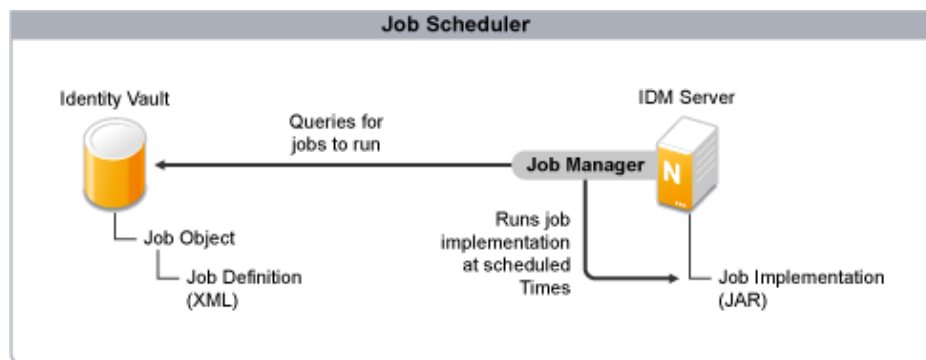 Job Scheduler
Identity Vault
IDM Server
Queries for
jobs to run
Job Manager
N
Runs job
implementation
at scheduled
Times
Job Object
Job Definition
(XML)
Job Implementation
(JAR)